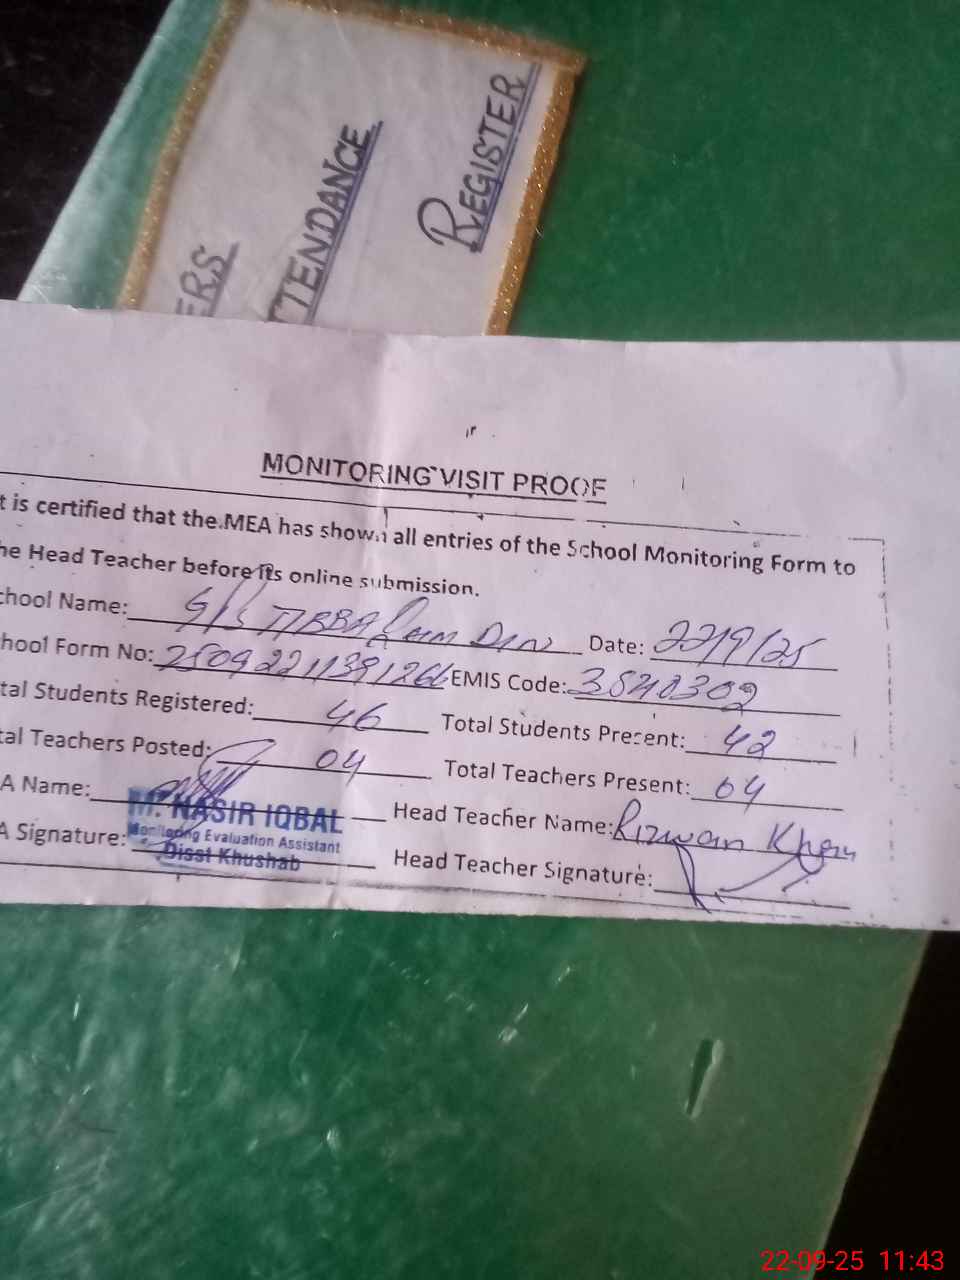 ERS
TTENDANCE
REGISTER
MONITORING VISIT PROOF
t is certified that the MEA has shown all entries of the School Monitoring Form to
he Head Teacher before its online submission.
chool Name: TIBBA Din Date: 22/9/25
hool Form No: EMIS Code:
tal Students Registered: 46 Total Students Present: 42
tal Teachers Posted: 04 Total Teachers Present: 04
A Name: M. NASIR IQBAL Head Teacher Name: Rizwan Khan
Monitoring Evaluation Assistant
A Signature: Disst Khushab Head Teacher Signature:
22-09-25 11:43